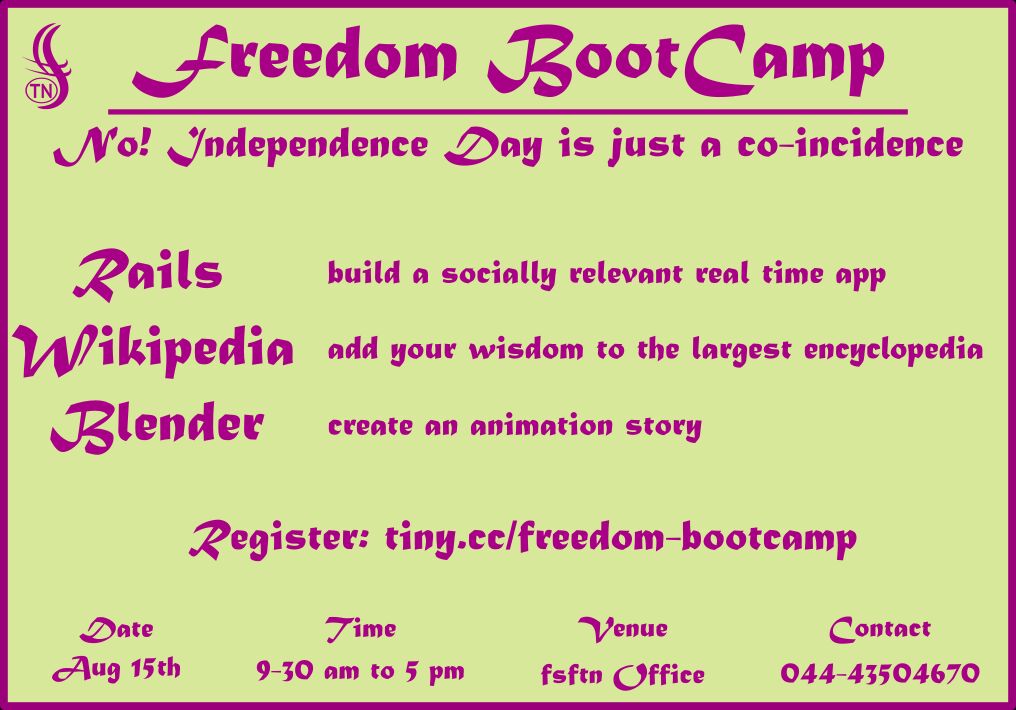 Freedom BootCamp
TN
No! Independence Day is just a co-incidence
Rails build a socially relevant real time app
Wikipedia add your wisdom to the largest encyclopedia
Blender create an animation story
Register: tiny.cc/freedom-bootcamp
Date Time Venue Contact
Aug 15th 9-30 am to 5 pm fsftn Office 044-43504670